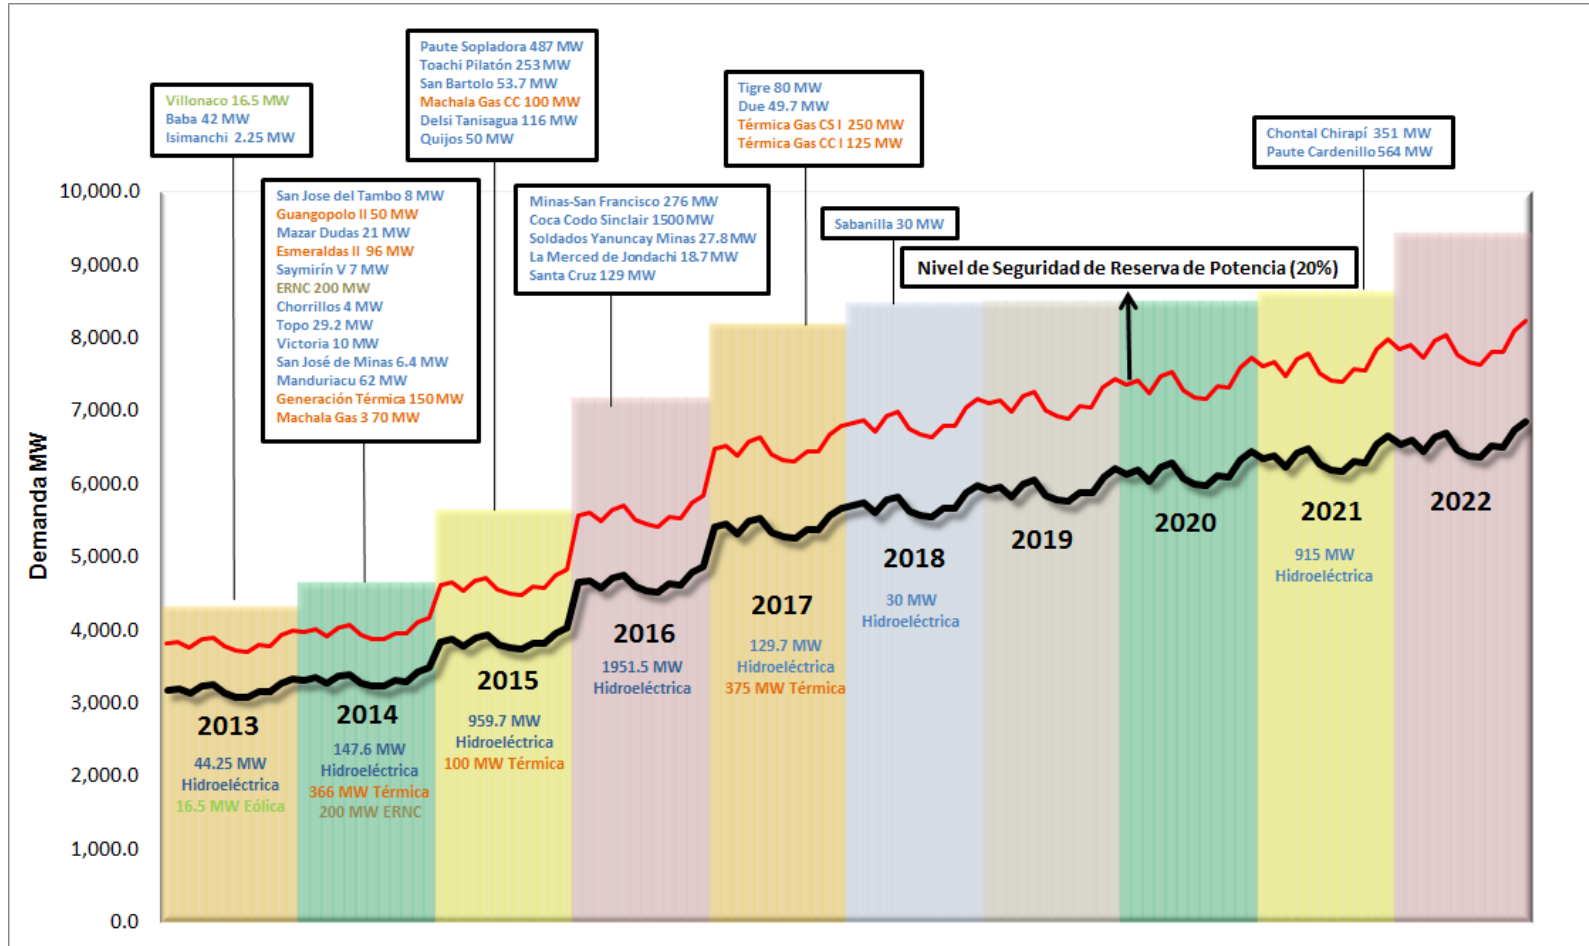 Villonaco 16.5 MW
Baba 42 MW
Isimanchi 2.25 MW
San Jose del Tambo 8 MW
Guangopolo II 50 MW
Mazar Dudas 21 MW
Esmeraldas II 96 MW
Saymirín V 7 MW
ERNC 200 MW
Chorrillos 4 MW
Topo 29.2 MW
Victoria 10 MW
San José de Minas 6.4 MW
Manduriacu 62 MW
Generación Térmica 150 MW
Machala Gas 3 70 MW
Paute Sopladora 487 MW
Toachi Pilatón 253 MW
San Bartolo 53.7 MW
Machala Gas CC 100 MW
Delsi Tanisagua 116 MW
Quijos 50 MW
Minas-San Francisco 276 MW
Coca Codo Sinclair 1500 MW
Soldados Yanuncay Minas 27.8 MW
La Merced de Jondachi 18.7 MW
Santa Cruz 129 MW
Tigre 80 MW
Due 49.7 MW
Térmica Gas CS I 250 MW
Térmica Gas CC I 125 MW
Sabanilla 30 MW
Chontal Chirapí 351 MW
Paute Cardenillo 564 MW
Nivel de Seguridad de Reserva de Potencia (20%)
Demanda MW
10,000.0
9,000.0
8,000.0
7,000.0
6,000.0
5,000.0
4,000.0
3,000.0
2,000.0
1,000.0
0.0
2013
44.25 MW
Hidroeléctrica
16.5 MW Eólica
2014
147.6 MW
Hidroeléctrica
366 MW Térmica
200 MW ERNC
2015
959.7 MW
Hidroeléctrica
100 MW Térmica
2016
1951.5 MW
Hidroeléctrica
2017
129.7 MW
Hidroeléctrica
375 MW Térmica
2018
30 MW
Hidroeléctrica
2019
2020
2021
915 MW
Hidroeléctrica
2022